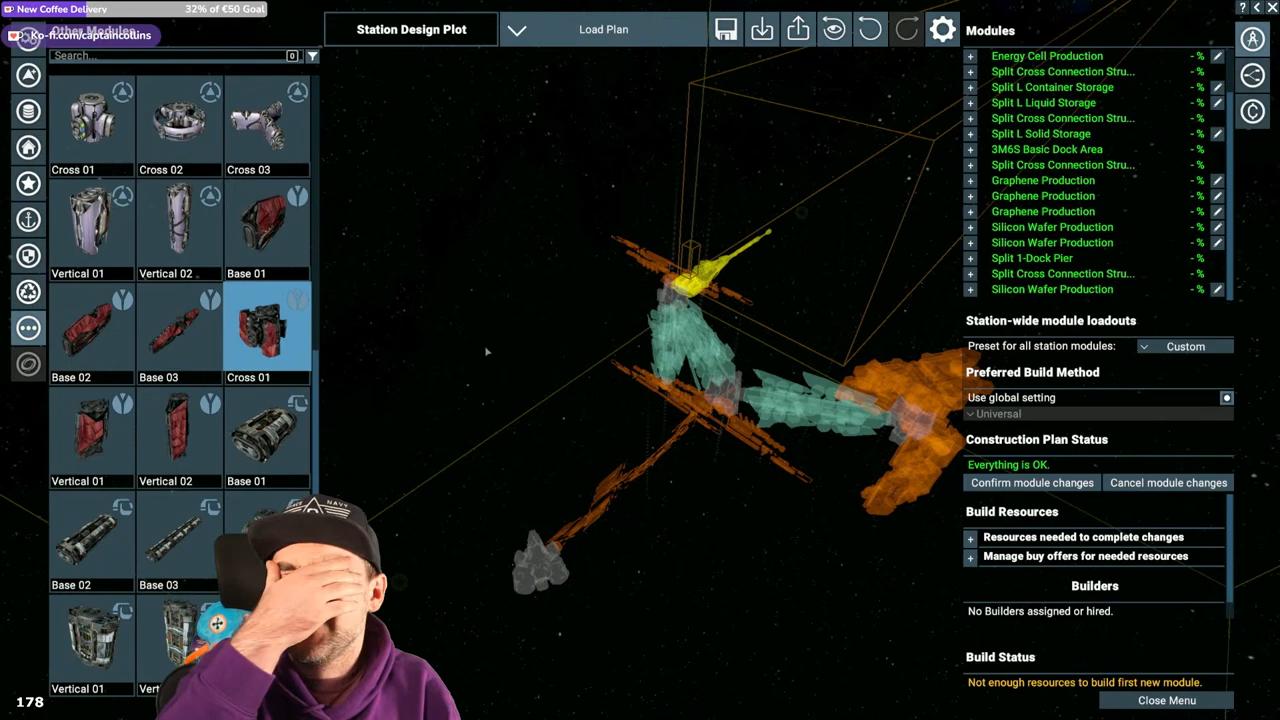 New Coffee Delivery
32% of €50 Goal
Ko-fi.com/captaincollins
Other Modules
Search...
0
Cross 01
Cross 02
Cross 03
Vertical 01
Vertical 02
Base 01
Base 02
Base 03
Cross 01
Vertical 01
Vertical 02
Base 01
Base 02
Base 03
Vertical 01
178
NAVY
Station Design Plot
Load Plan
Modules
Energy Cell Production - %
Split Cross Connection Stru... - %
Split L Container Storage - %
Split L Liquid Storage - %
Split Cross Connection Stru... - %
Split L Solid Storage - %
3M6S Basic Dock Area - %
Split Cross Connection Stru... - %
Graphene Production - %
Graphene Production - %
Graphene Production - %
Silicon Wafer Production - %
Silicon Wafer Production - %
Split 1-Dock Pier - %
Split Cross Connection Stru... - %
Silicon Wafer Production - %
Station-wide module loadouts
Preset for all station modules: Custom
Preferred Build Method
Use global setting
Universal
Construction Plan Status
Everything is OK.
Confirm module changes Cancel module changes
Build Resources
Resources needed to complete changes
Manage buy offers for needed resources
Builders
No Builders assigned or hired.
Build Status
Not enough resources to build first new module.
Close Menu